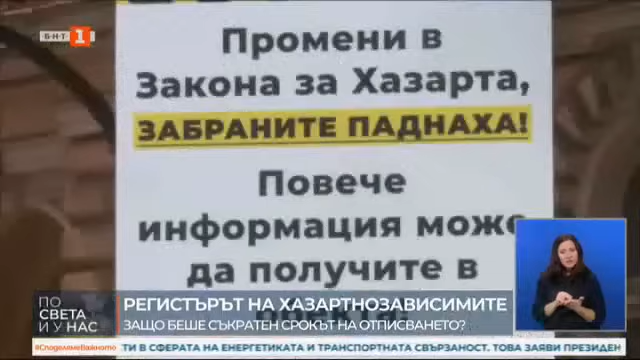 БНТ 1
Промени в
Закона за Хазарта,
ЗАБРАНИТЕ ПАДНАХА!
Повече
информация може
да получите в
ПО
СВЕТА
И У НАС
РЕГИСТЪРЪТ НА ХАЗАРТНОЗАВИСИМИТЕ
ЗАЩО БЕШЕ СЪКРАТЕН СРОКЪТ НА ОТПИСВАНЕТО?
#СподелямеВажното
ТИ В СФЕРАТА НА ЕНЕРГЕТИКАТА И ТРАНСПОРТНАТА СВЪРЗАНОСТ. ТОВА ЗАЯВИ ПРЕЗИДЕН